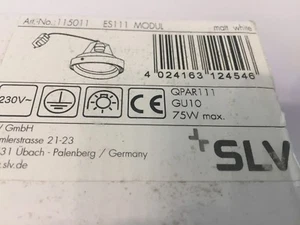 Art.-No.: 115011 ES111 MODUL matt white
4 024163 124546
230V~
CE
QPAR111
GU10
75W max.
V GmbH
mlerstrasse 21-23
31 Übach - Palenberg / Germany
.slv.de
SLV